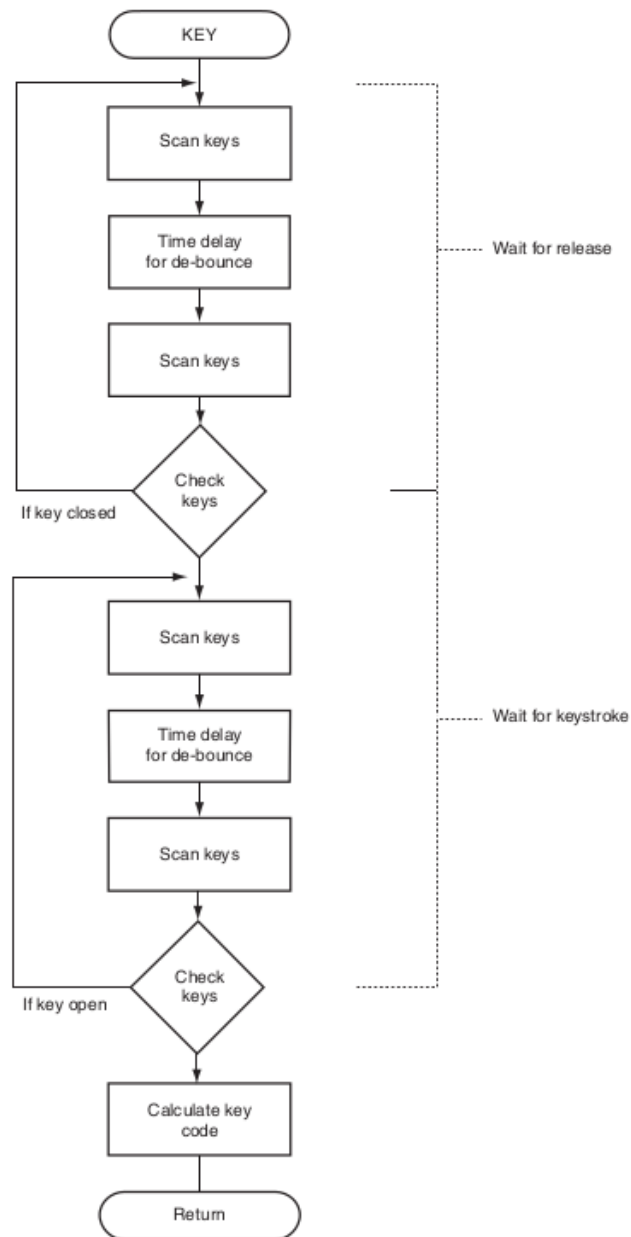 KEY
Scan keys
Time delay
for de-bounce
Wait for release
Scan keys
Check
keys
If key closed
Scan keys
Wait for keystroke
Time delay
for de-bounce
Scan keys
Check
keys
If key open
Calculate key
code
Return